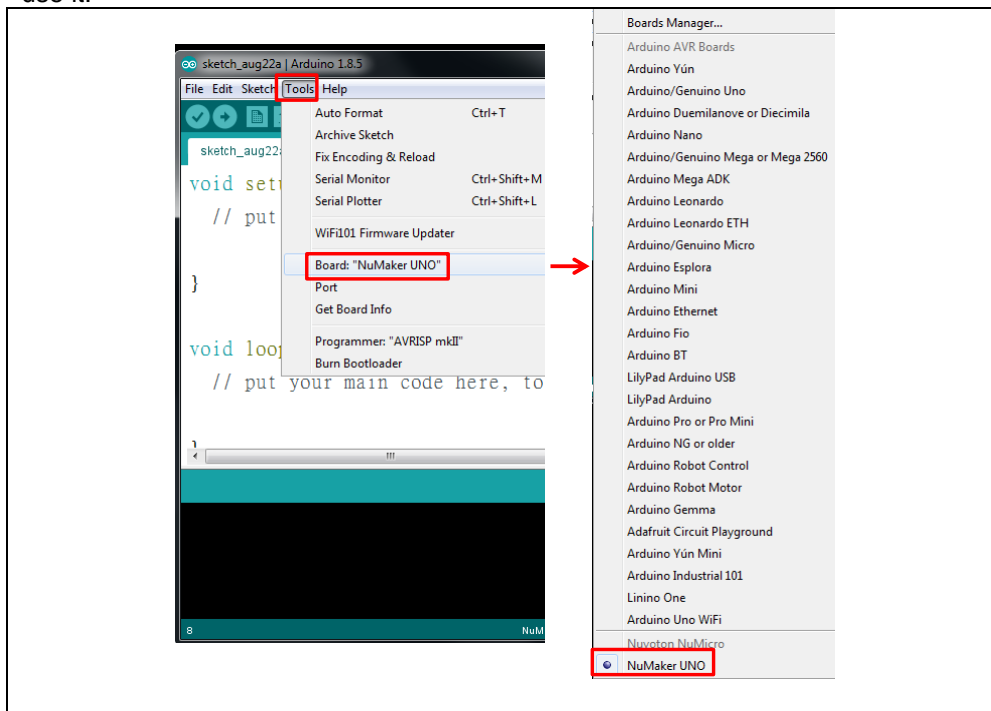 sketch_aug22a | Arduino 1.8.5
File Edit Sketch Tools Help
Auto Format Ctrl+T
Archive Sketch
Fix Encoding & Reload
Serial Monitor Ctrl+Shift+M
Serial Plotter Ctrl+Shift+L
WiFi101 Firmware Updater
Board: "NuMaker UNO"
Port
Get Board Info
Programmer: "AVRISP mkII"
Burn Bootloader
sketch_aug22
void set
// put
}
void loo
// put your main code here, to
}
8 NuM
Boards Manager...
Arduino AVR Boards
Arduino Yún
Arduino/Genuino Uno
Arduino Duemilanove or Diecimila
Arduino Nano
Arduino/Genuino Mega or Mega 2560
Arduino Mega ADK
Arduino Leonardo
Arduino Leonardo ETH
Arduino/Genuino Micro
Arduino Esplora
Arduino Mini
Arduino Ethernet
Arduino Fio
Arduino BT
LilyPad Arduino USB
LilyPad Arduino
Arduino Pro or Pro Mini
Arduino NG or older
Arduino Robot Control
Arduino Robot Motor
Arduino Gemma
Adafruit Circuit Playground
Arduino Yún Mini
Arduino Industrial 101
Linino One
Arduino Uno WiFi
Nuvoton NuMicro
NuMaker UNO